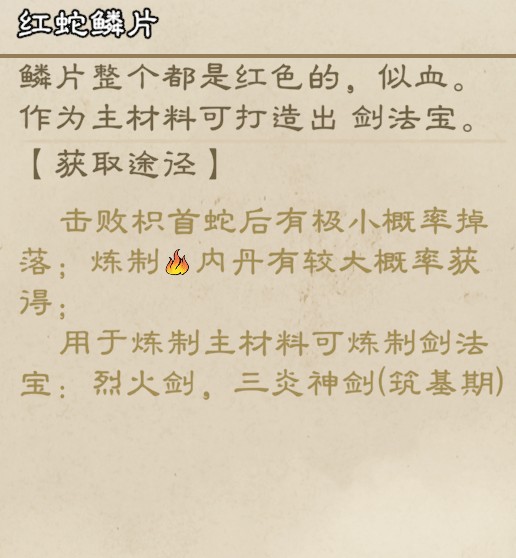 红蛇鳞片
鳞片整个都是红色的，似血。
作为主材料可打造出 剑法宝。
【获取途径】
击败枳首蛇后有极小概率掉
落；炼制内丹有较大概率获
得；
用于炼制主材料可炼制剑法
宝：烈火剑，三炎神剑(筑基期)